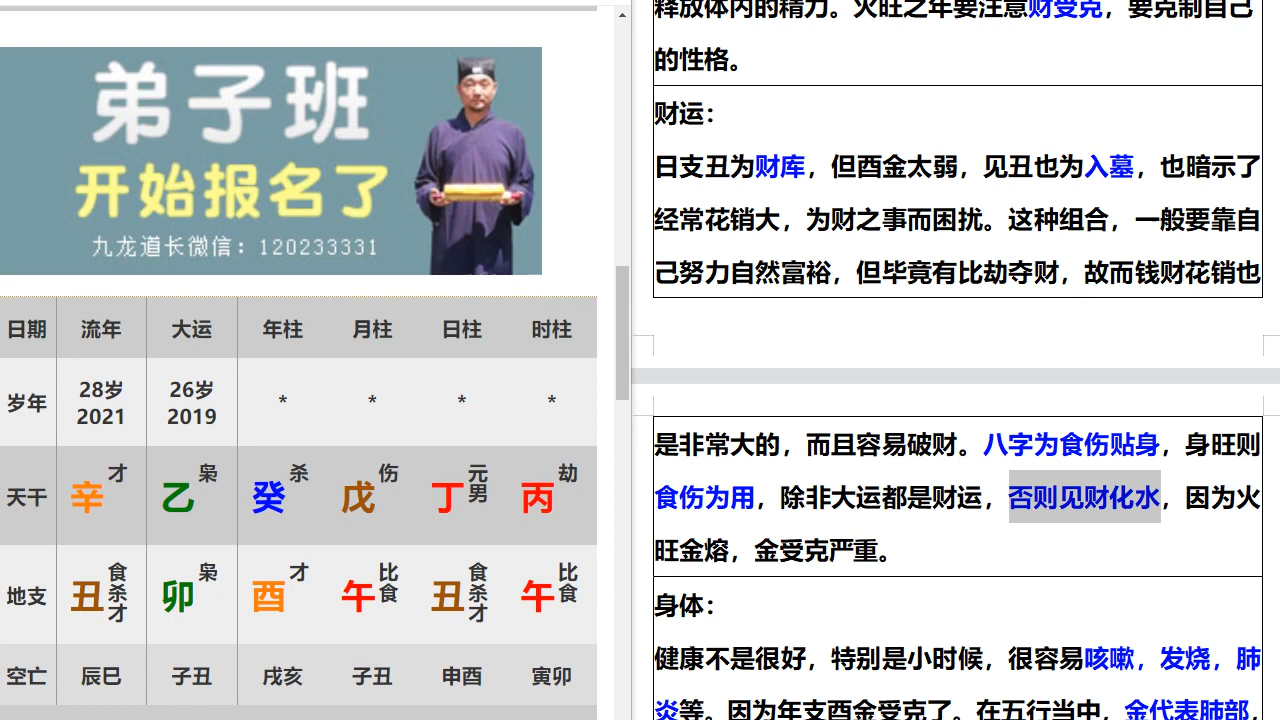 弟子班
开始报名了
九龙道长微信：120233331
日期 流年 大运 年柱 月柱 日柱 时柱
岁年 28岁 2021 26岁 2019 * * * *
天干 辛 才 乙 枭 癸 杀 戊 伤 丁 元男 丙 劫
地支 丑 食杀才 卯 枭 酉 才 午 比食 丑 食杀才 午 比食
空亡 辰巳 子丑 戌亥 子丑 申酉 寅卯
释放体内的精力。火旺之年要注意财受克，要克制自己
的性格。
财运：
日支丑为财库，但酉金太弱，见丑也为入墓，也暗示了
经常花销大，为财之事而困扰。这种组合，一般要靠自
己努力自然富裕，但毕竟有比劫夺财，故而钱财花销也
是非常大的，而且容易破财。八字为食伤贴身，身旺则
食伤为用，除非大运都是财运，否则见财化水，因为火
旺金熔，金受克严重。
身体：
健康不是很好，特别是小时候，很容易咳嗽，发烧，肺
炎等。因为年支酉金受克了。在五行当中，金代表肺部，